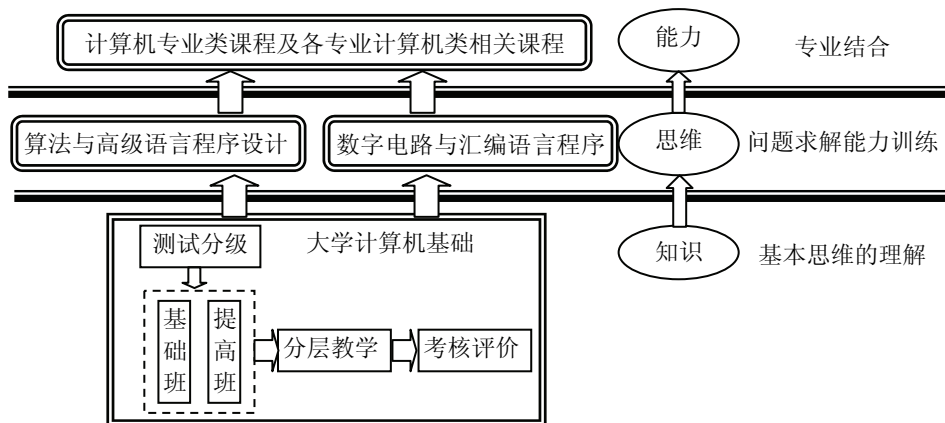 计算机专业类课程及各专业计算机类相关课程
能力
专业结合
算法与高级语言程序设计
数字电路与汇编语言程序
思维
问题求解能力训练
测试分级
大学计算机基础
知识
基本思维的理解
基础班
提高班
分层教学
考核评价